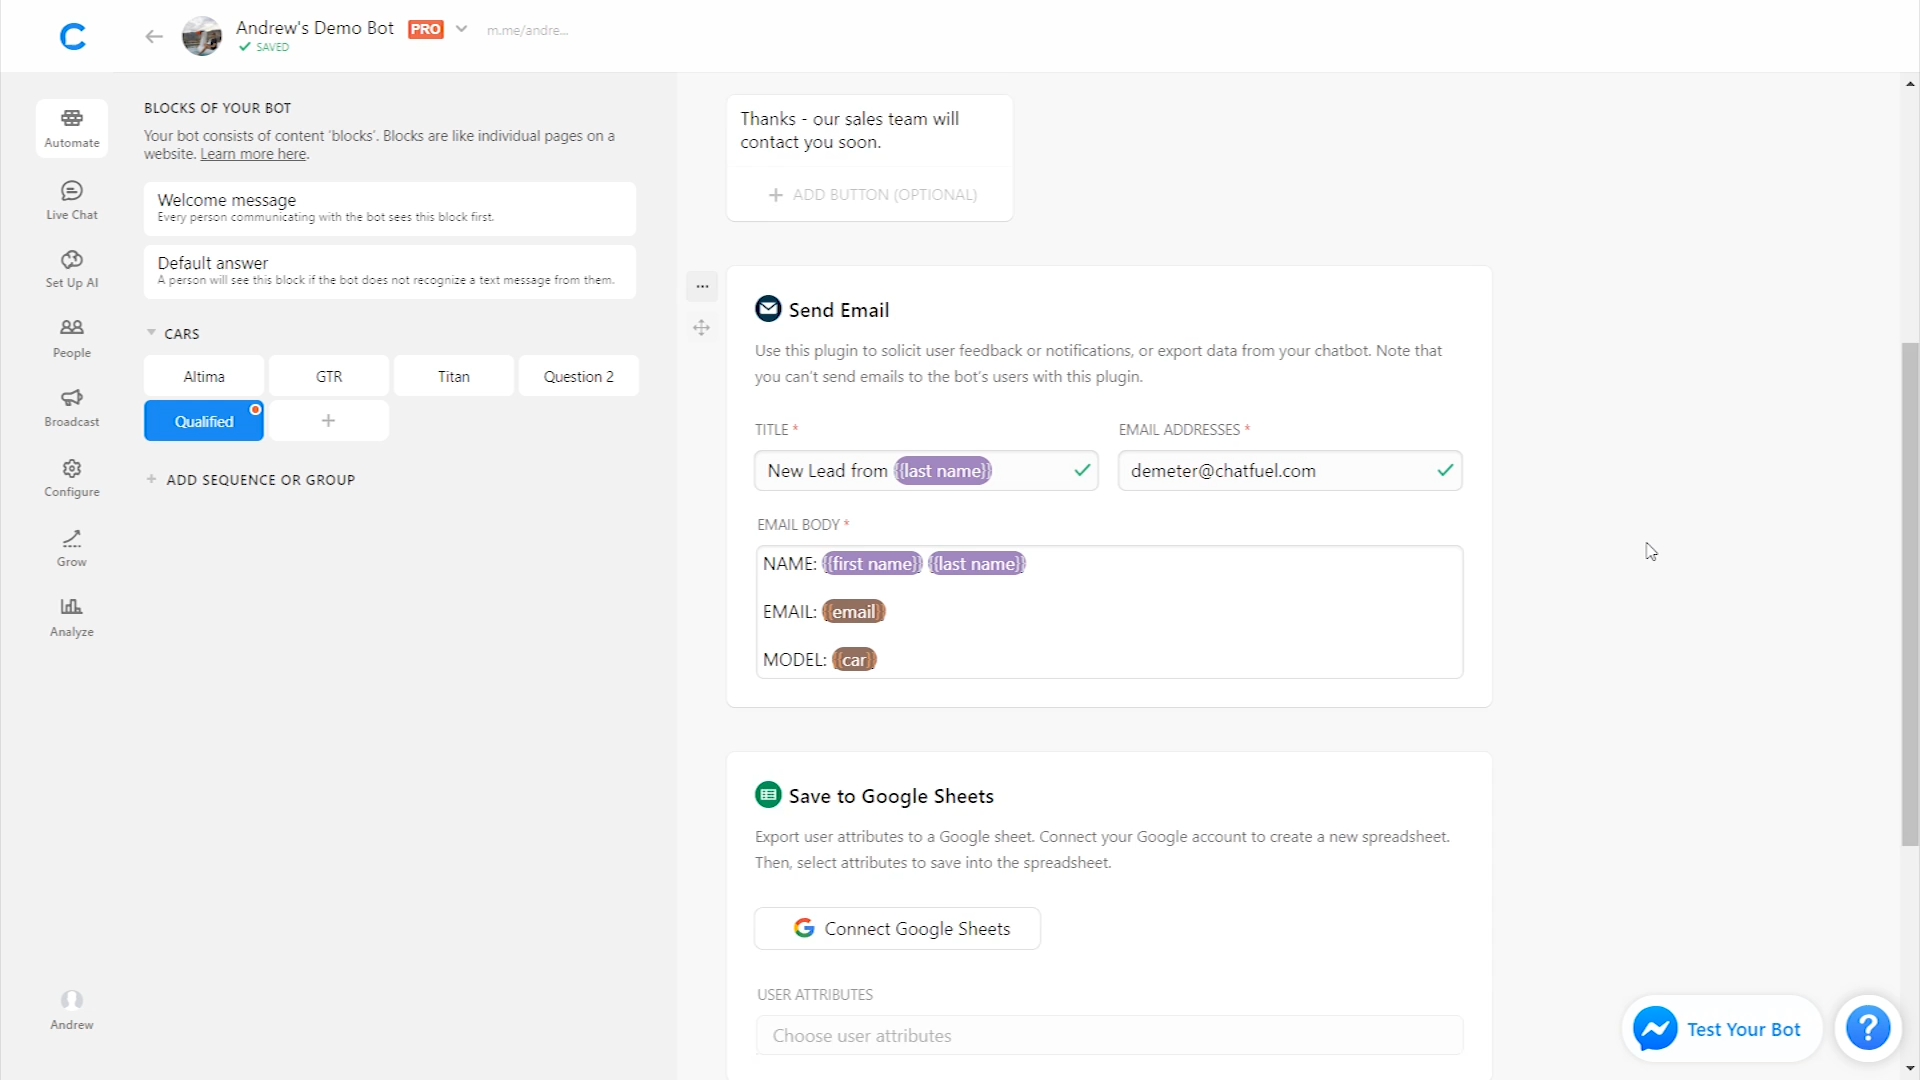 Andrew's Demo Bot PRO m.me/andre...
SAVED
Automate
Live Chat
Set Up AI
People
Broadcast
Configure
Grow
Analyze
Andrew
BLOCKS OF YOUR BOT
Your bot consists of content 'blocks'. Blocks are like individual pages on a
website. Learn more here.
Welcome message
Every person communicating with the bot sees this block first.
Default answer
A person will see this block if the bot does not recognize a text message from them.
CARS
Altima GTR Titan Question 2
Qualified +
+ ADD SEQUENCE OR GROUP
Thanks - our sales team will
contact you soon.
+ ADD BUTTON (OPTIONAL)
Send Email
Use this plugin to solicit user feedback or notifications, or export data from your chatbot. Note that
you can't send emails to the bot's users with this plugin.
TITLE * EMAIL ADDRESSES *
New Lead from {{last name}} demeter@chatfuel.com
EMAIL BODY *
NAME: {{first name}} {{last name}}
EMAIL: {{email}}
MODEL: {{car}}
Save to Google Sheets
Export user attributes to a Google sheet. Connect your Google account to create a new spreadsheet.
Then, select attributes to save into the spreadsheet.
Connect Google Sheets
USER ATTRIBUTES
Choose user attributes
Test Your Bot ?